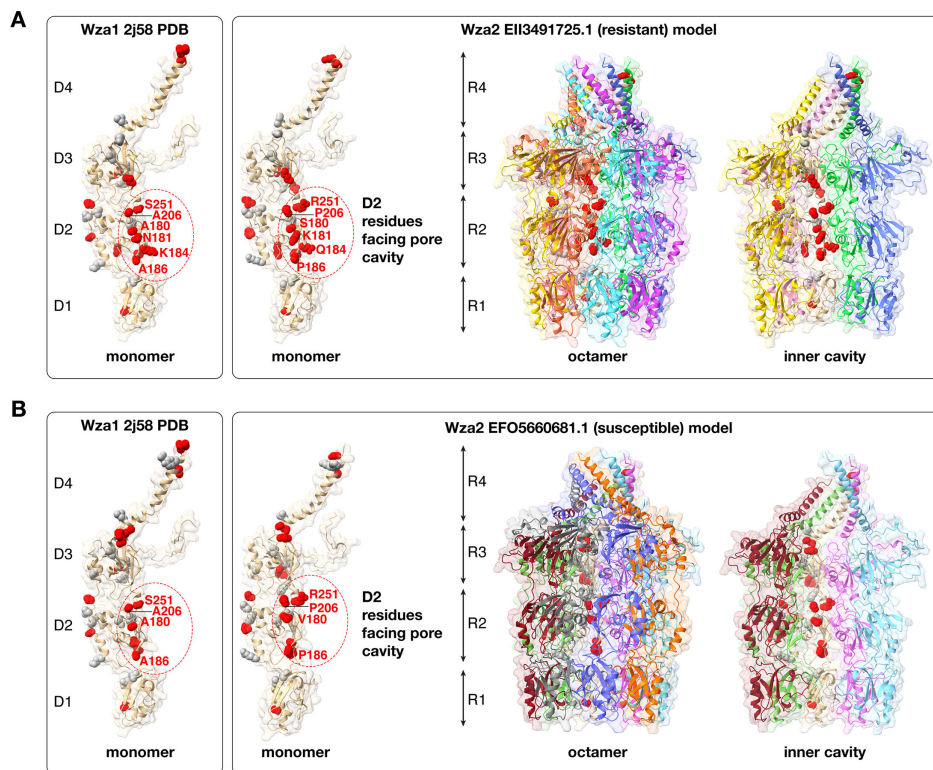 A
Wza1 2j58 PDB
Wza2 EII3491725.1 (resistant) model
D4
D3
D2
D1
S251
A206
A180
N181
K184
A186
monomer
R251
P206
S180
K181
Q184
P186
D2
residues
facing pore
cavity
monomer
R4
R3
R2
R1
octamer
inner cavity
B
Wza1 2j58 PDB
Wza2 EFO5660681.1 (susceptible) model
D4
D3
D2
D1
S251
A206
A180
A186
monomer
R251
P206
V180
P186
D2
residues
facing pore
cavity
monomer
R4
R3
R2
R1
octamer
inner cavity